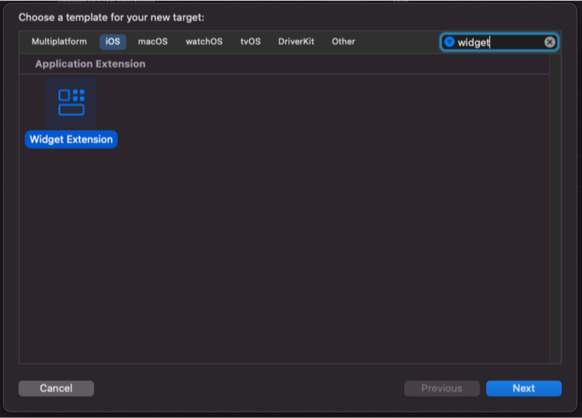 Choose a template for your new target:
Multiplatform iOS macOS watchOS tvOS DriverKit Other widget
Application Extension
Widget Extension
Cancel Previous Next